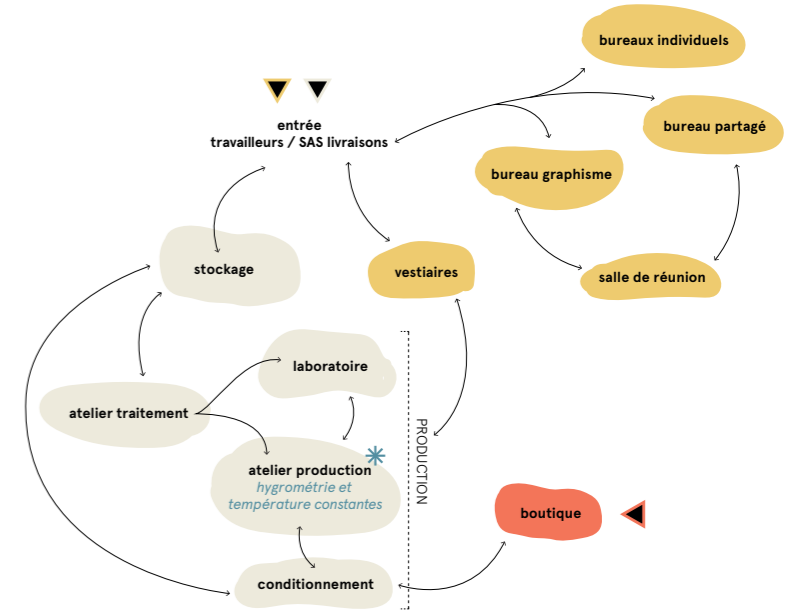 bureaux individuels
entrée
travailleurs / SAS livraisons
bureau partagé
bureau graphisme
stockage
vestiaires
salle de réunion
laboratoire
atelier traitement
PRODUCTION
atelier production
hygrométrie et
température constantes
boutique
conditionnement